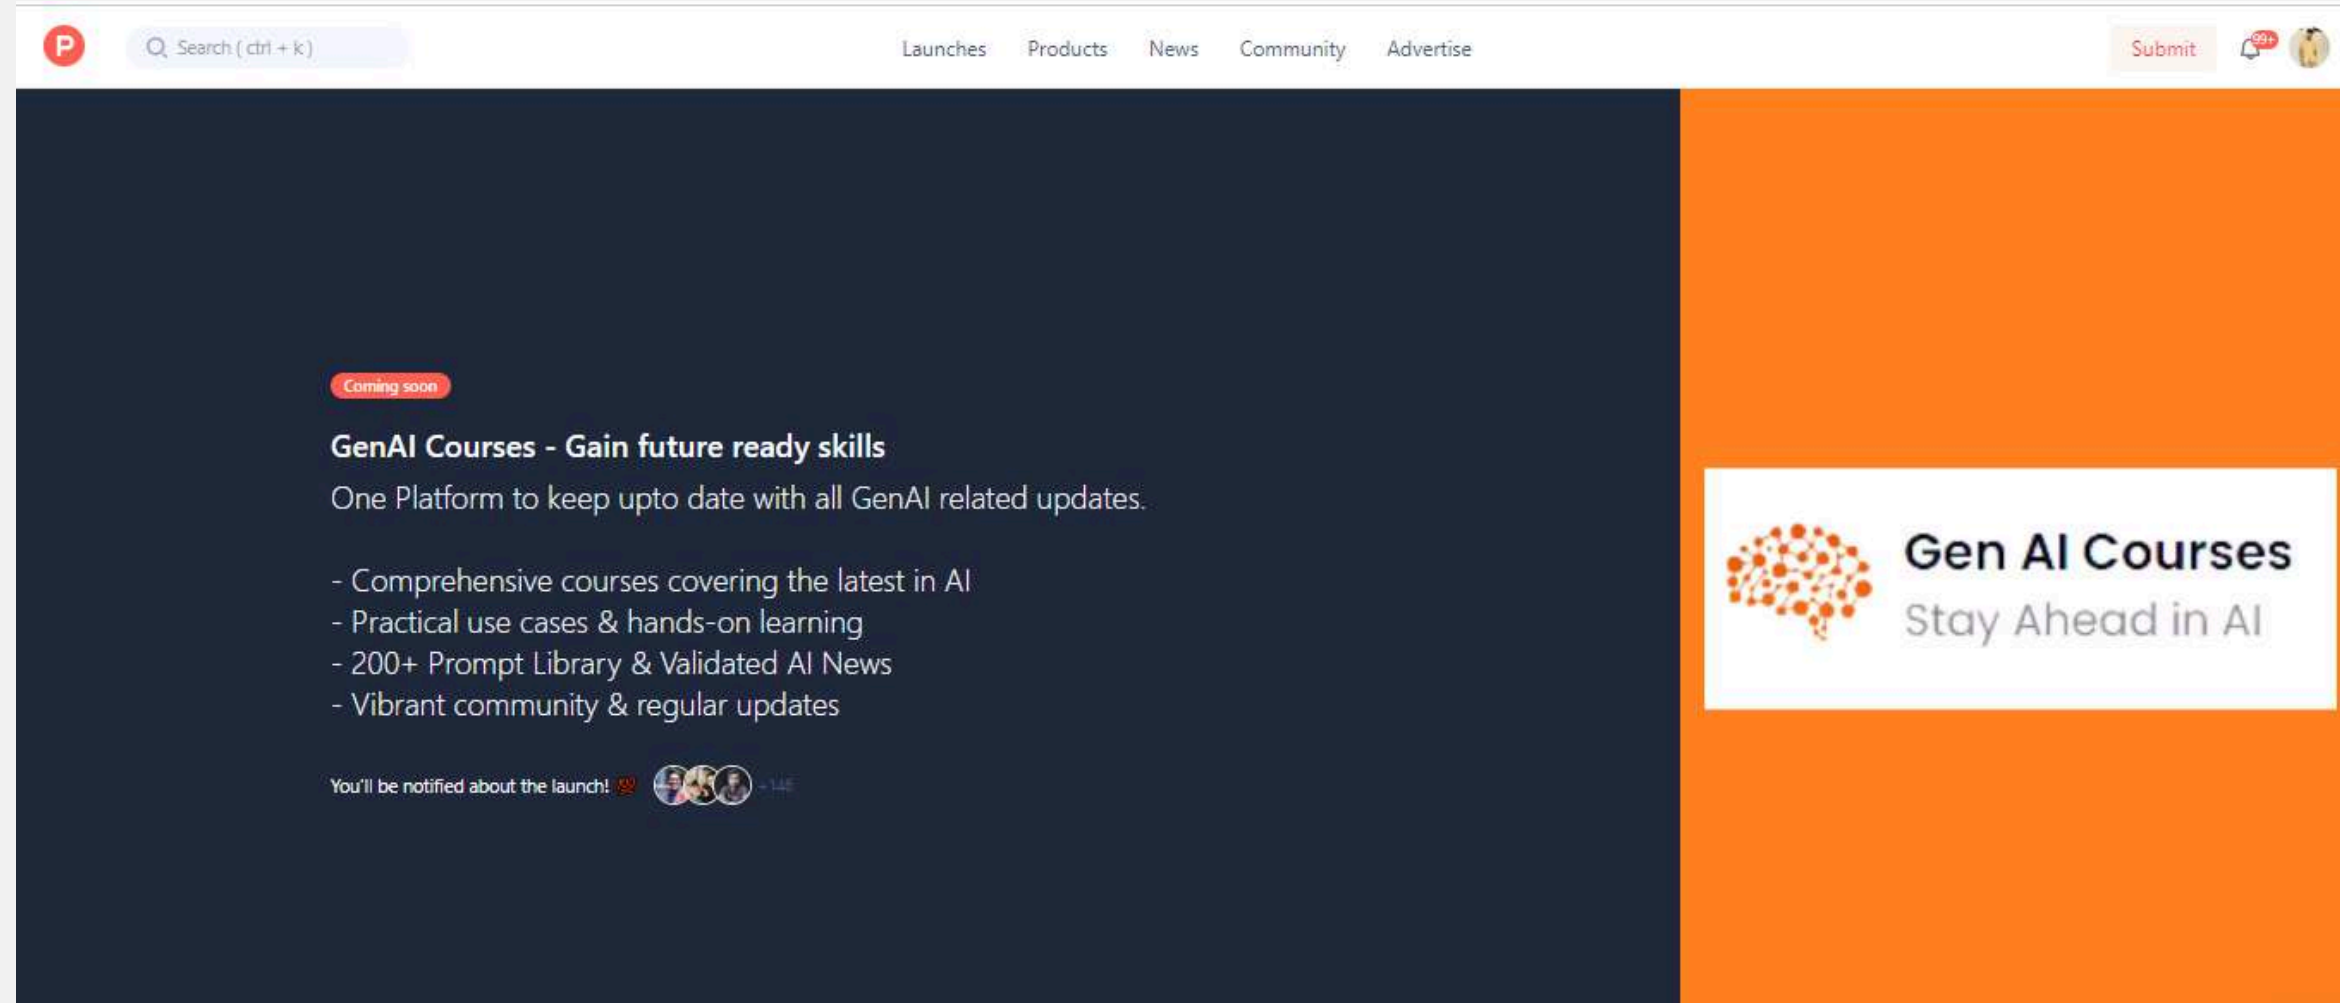 P
Search ( ctrl + k )
Launches Products News Community Advertise
Submit
99+
Coming soon
GenAI Courses - Gain future ready skills
One Platform to keep upto date with all GenAI related updates.
- Comprehensive courses covering the latest in AI
- Practical use cases & hands-on learning
- 200+ Prompt Library & Validated AI News
- Vibrant community & regular updates
You'll be notified about the launch! 💯
Gen AI Courses
Stay Ahead in AI